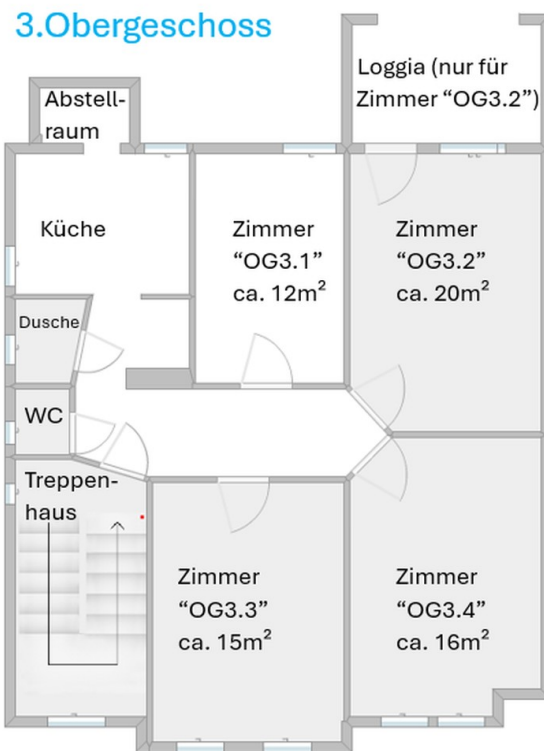 3.Obergeschoss
Abstell-
raum
Loggia (nur für
Zimmer “OG3.2”)
Küche
Zimmer
“OG3.1”
ca. 12m²
Zimmer
“OG3.2”
ca. 20m²
Dusche
WC
Treppen-
haus
Zimmer
“OG3.3”
ca. 15m²
Zimmer
“OG3.4”
ca. 16m²